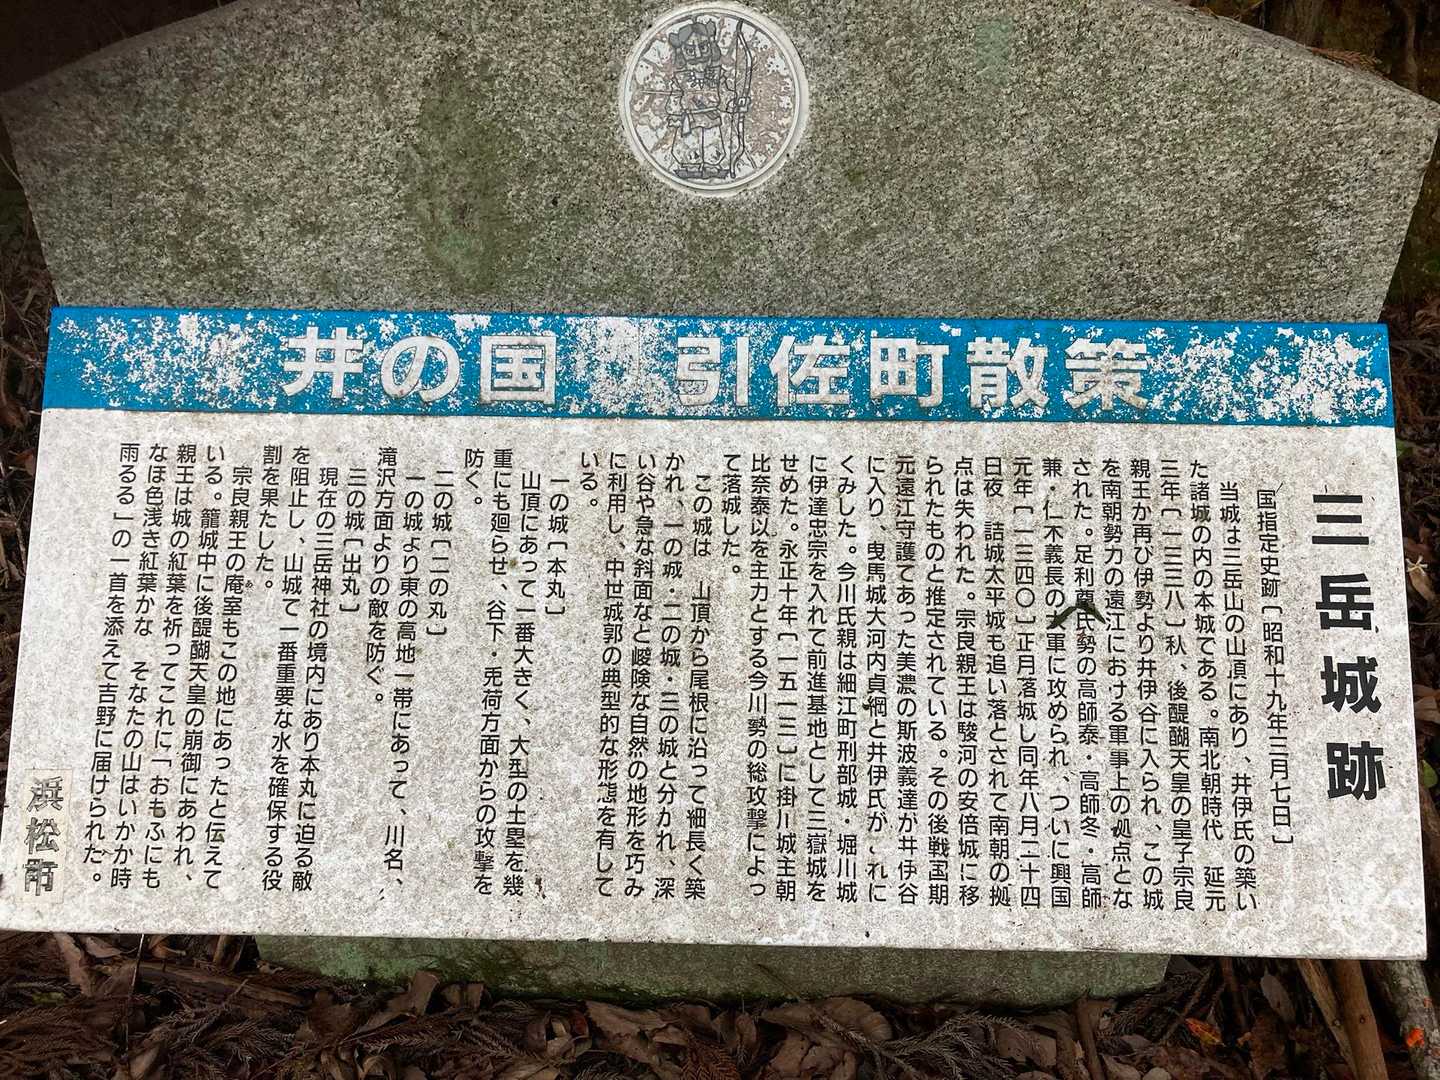 井の国 引佐町散策
三岳城跡
国指定史跡〔昭和十九年三月七日〕
当城は三岳山の山頂にあり、井伊氏の築い
た諸城の内の本城である。南北朝時代 延元
三年〔一三三八〕秋、後醍醐天皇の皇子宗良
親王か再び伊勢より井伊谷に入られ、この城
を南朝勢力の遠江における軍事上の拠点とな
された。足利尊氏勢の高師泰・高師冬・高師
兼・仁木義長の軍に攻められ、ついに興国
元年〔一三四〇〕正月落城し同年八月二十四
日夜、詰城太平城も追い落とされて南朝の拠
点は失われた。宗良親王は駿河の安倍城に移
られたものと推定されている。その後戦国期
元遠江守護てあった美濃の斯波義達が井伊谷
に入り、曳馬城大河内貞綱と井伊氏がこれに
くみした。今川氏親は細江町刑部城・堀川城
に伊達忠宗を入れて前進基地として三嶽城を
せめた。永正十年〔一五一三〕に掛川城主朝
比奈泰以を主力とする今川勢の総攻撃によっ
て落城した。
この城は 山頂から尾根に沿って細長く築
かれ、一の城・二の城・三の城と分かれ、深
い谷や急な斜面なと峻険な自然の地形を巧み
に利用し、中世城郭の典型的な形態を有して
いる。
一の城〔本丸〕
山頂にあって一番大きく、大型の土塁を幾
重にも廻らせ、谷下・兎荷方面からの攻撃を
防ぐ。
二の城〔二の丸〕
一の城より東の高地一帯にあって、川名、
滝沢方面よりの敵を防ぐ。
三の城〔出丸〕
現在の三岳神社の境内にあり本丸に迫る敵
を阻止し、山城て一番重要な水を確保する役
割を果たした。
宗良親王の庵室もこの地にあったと伝えて
いる。籠城中に後醍醐天皇の崩御にあわれ、
親王は城の紅葉を祈ってこれに「おもふにも
なほ色浅き紅葉かな そなたの山はいかか時
雨るる」の一首を添えて吉野に届けられた。
浜松市